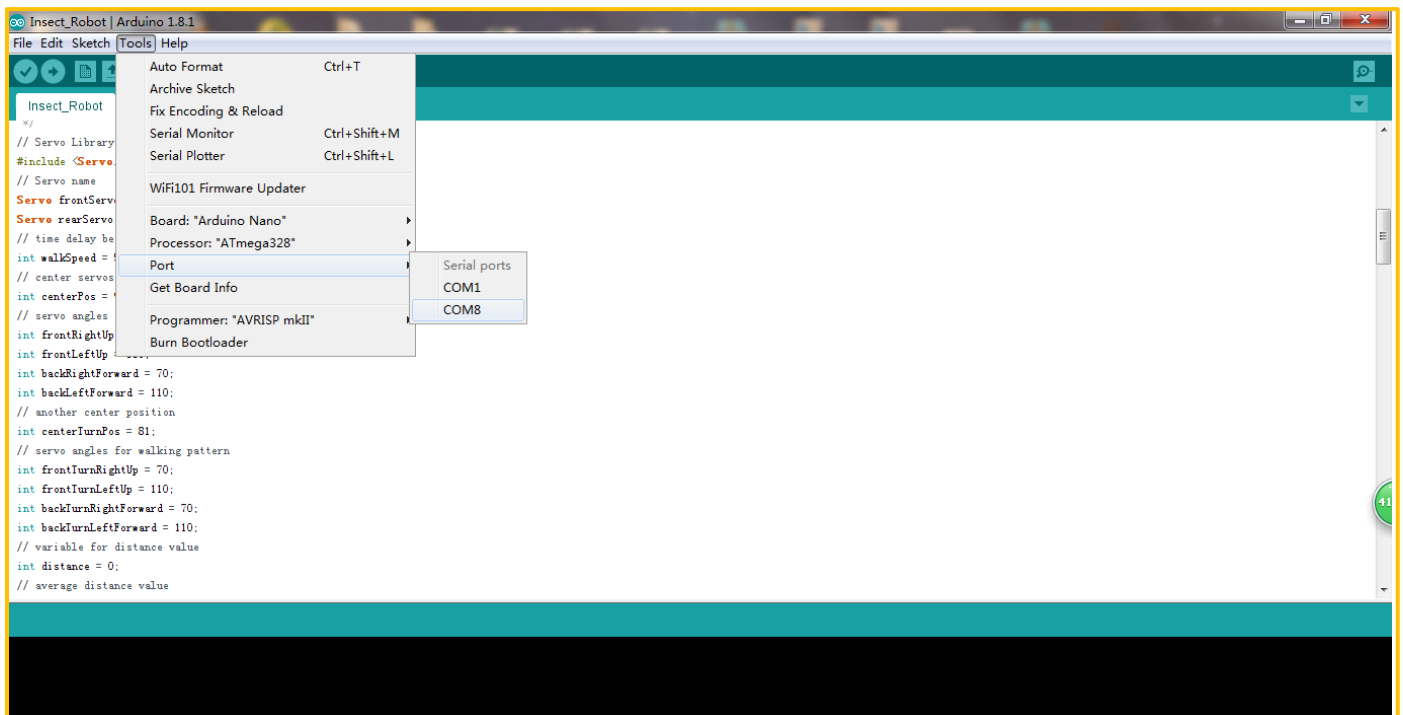 Insect_Robot | Arduino 1.8.1
File Edit Sketch Tools Help
Auto Format Ctrl+T
Archive Sketch
Fix Encoding & Reload
Serial Monitor Ctrl+Shift+M
Serial Plotter Ctrl+Shift+L
WiFi101 Firmware Updater
Board: "Arduino Nano"
Processor: "ATmega328"
Port
Get Board Info
Programmer: "AVRISP mkII"
Burn Bootloader
Serial ports
COM1
COM8
Insect_Robot
*/
// Servo Library
#include <Servo.
// Servo name
Servo frontServ
Servo rearServo
// time delay be
int walkSpeed =
// center servos
int centerPos =
// servo angles
int frontRightUp
int frontLeftUp
int backRightForward = 70;
int backLeftForward = 110;
// another center position
int centerTurnPos = 81;
// servo angles for walking pattern
int frontTurnRightUp = 70;
int frontTurnLeftUp = 110;
int backTurnRightForward = 70;
int backTurnLeftForward = 110;
// variable for distance value
int distance = 0;
// average distance value
41